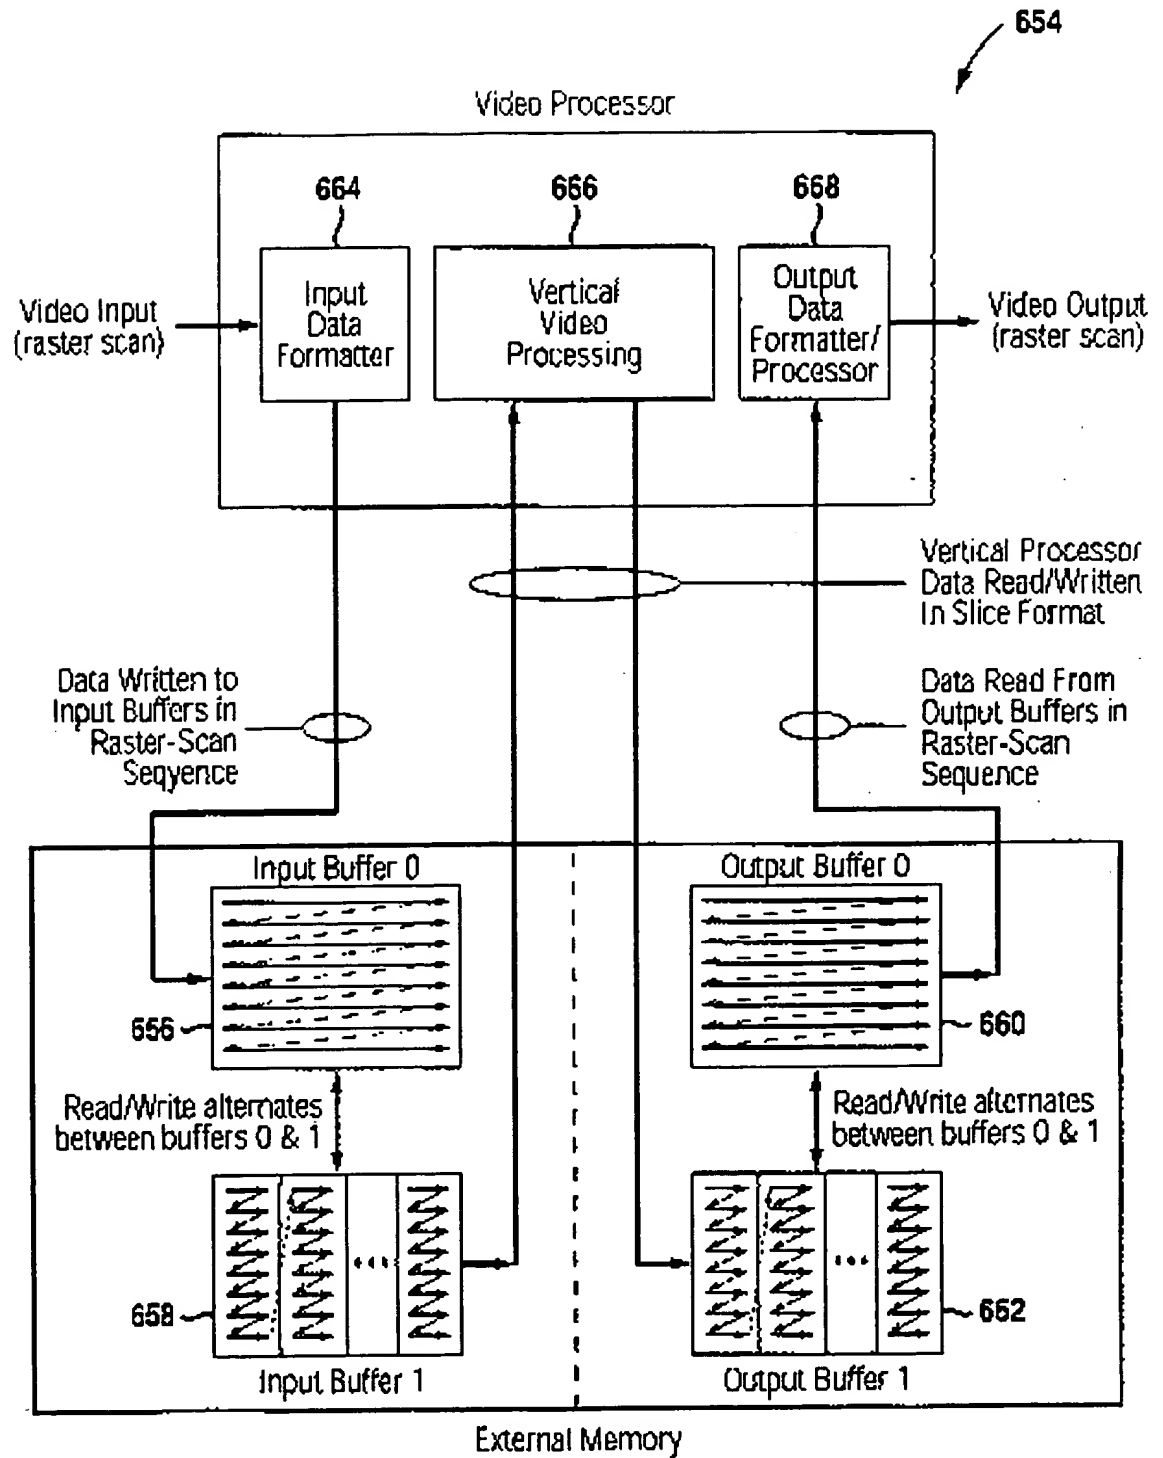 654
Video Processor
664
666
668
Input
Data
Formatter
Vertical
Video
Processing
Output
Data
Formatter/
Processor
Video Input
(raster scan)
Video Output
(raster scan)
Vertical Processor
Data Read/Written
In Slice Format
Data Written to
Input Buffers in
Raster-Scan
Seqyence
Data Read From
Output Buffers in
Raster-Scan
Sequence
Input Buffer 0
Output Buffer 0
656
660
Read/Write alternates
between buffers 0 & 1
Read/Write alternates
between buffers 0 & 1
658
662
Input Buffer 1
Output Buffer 1
External Memory